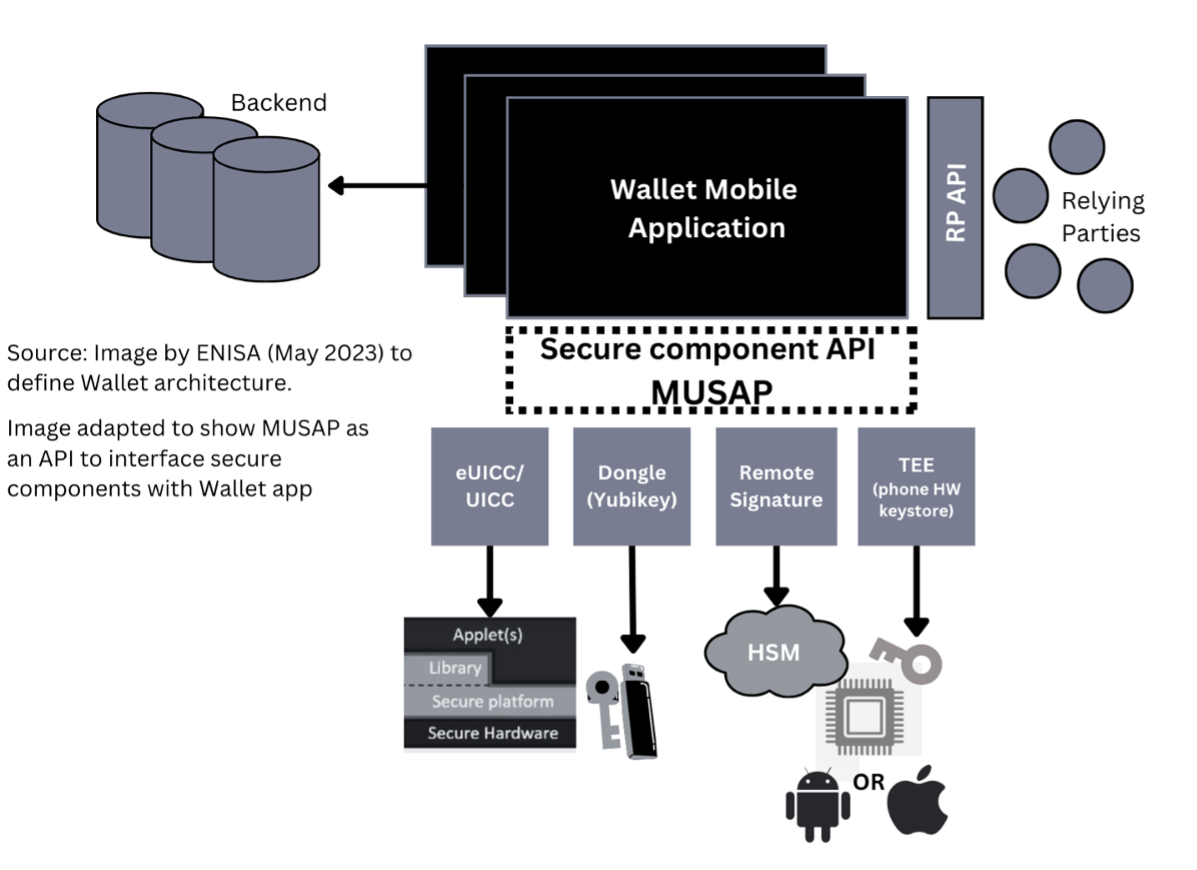 Backend
Wallet Mobile
Application
RP API
Relying
Parties
Source: Image by ENISA (May 2023) to
define Wallet architecture.
Image adapted to show MUSAP as
an API to interface secure
components with Wallet app
Secure component API
MUSAP
eUICC/
UICC
Dongle
(Yubikey)
Remote
Signature
TEE
(phone HW
keystore)
Applet(s)
Library
Secure platform
Secure Hardware
HSM
OR